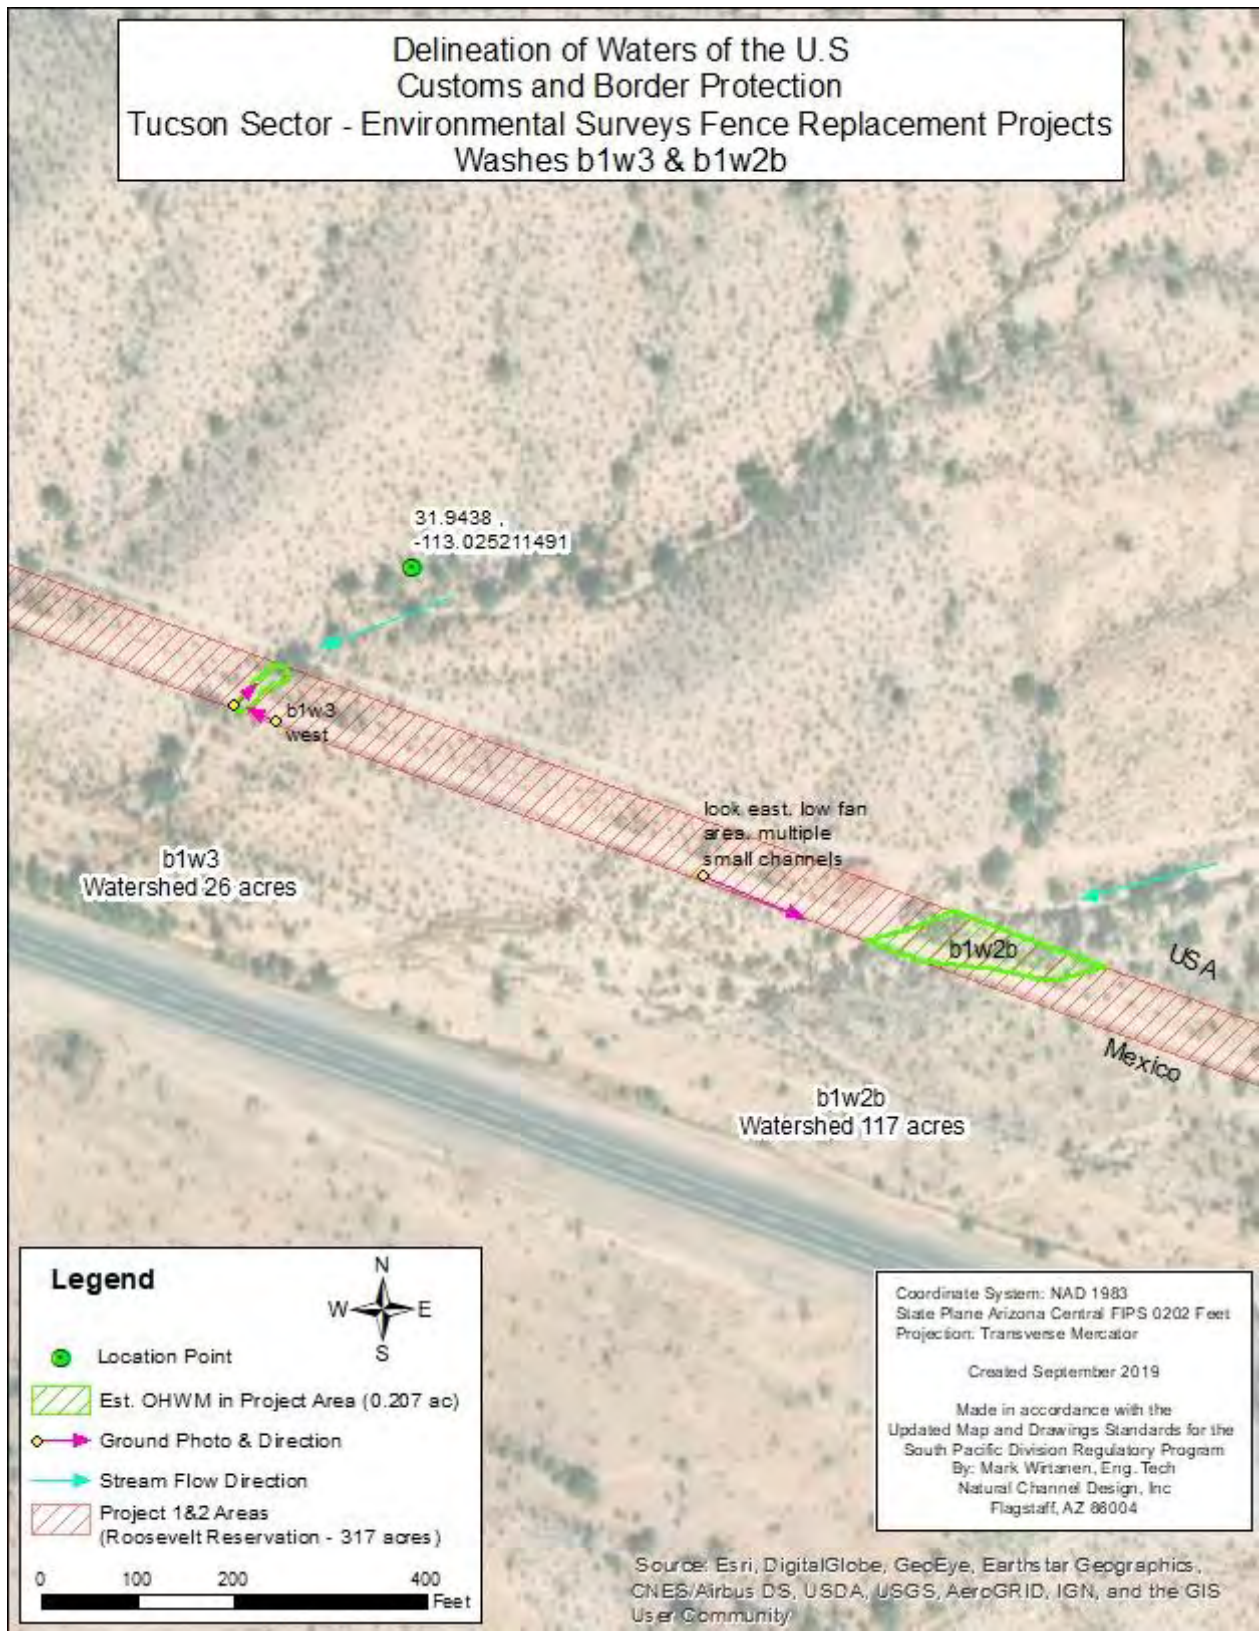 Delineation of Waters of the U.S
Customs and Border Protection
Tucson Sector - Environmental Surveys Fence Replacement Projects
Washes b1w3 & b1w2b
31.9438 ,
-113.025211491
b1w3
west
look east. low fan
area. multiple
small channels
b1w3
Watershed 26 acres
b1w2b
USA
Mexico
b1w2b
Watershed 117 acres
Legend
N
W
E
S
Location Point
Est. OHWM in Project Area (0.207 ac)
Ground Photo & Direction
Stream Flow Direction
Project 1&2 Areas
(Roosevelt Reservation - 317 acres)
0 100 200 400
Feet
Coordinate System: NAD 1983
State Plane Arizona Central FIPS 0202 Feet
Projection: Transverse Mercator
Created September 2019
Made in accordance with the
Updated Map and Drawings Standards for the
South Pacific Division Regulatory Program
By: Mark Wirtanen, Eng. Tech
Natural Channel Design, Inc
Flagstaff, AZ 86004
Source: Esri, DigitalGlobe, GeoEye, Earthstar Geographics,
CNES/Airbus DS, USDA, USGS, AeroGRID, IGN, and the GIS
User Community